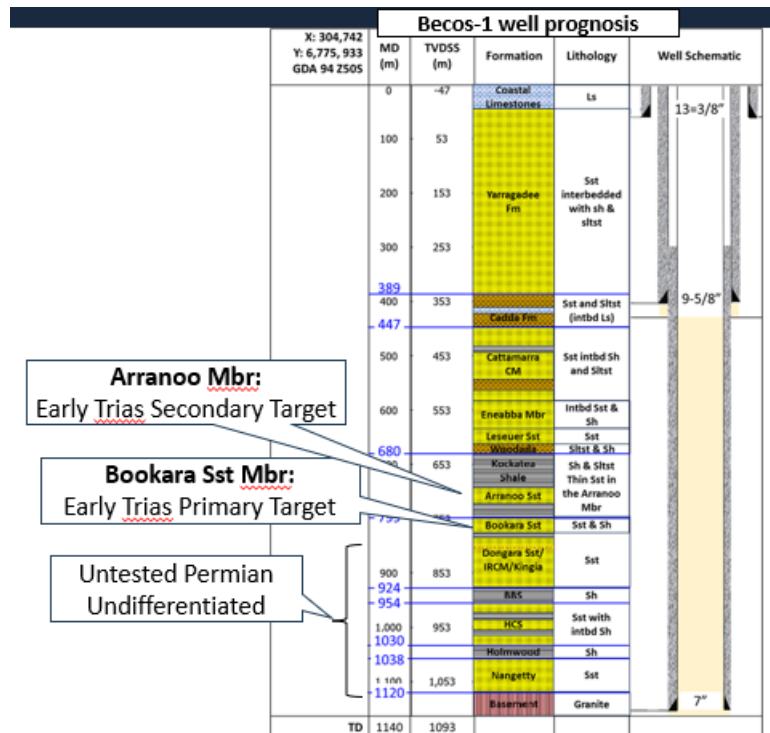 Becos-1 well prognosis
X: 304,742
Y: 6,775, 933
GDA 94 Z50S
MD
(m)
TVDSS
(m)
Formation
Lithology
Well Schematic
0
-47
Coastal
Limestones
Ls
13=3/8"
100
53
200
153
Yarragadee
Fm
Sst
interbedded
with sh &
sltst
300
253
389
400
353
Cadda Fm
Sst and Sltst
(intbd Ls)
9-5/8"
447
500
453
Cattamarra
CM
Sst intbd Sh
and Sltst
Arranoo Mbr:
Early Trias Secondary Target
600
553
Eneabba Mbr
Intbd Sst &
Sh
Leseuer Sst
Sst
680
Woodada
Sltst & Sh
653
Kockatea
Shale
Arranoo Sst
Sh & Sltst
Thin Sst in
the Arranoo
Mbr
Bookara Sst Mbr:
Early Trias Primary Target
Bookara Sst
Sst & Sh
Dongara Sst/
IRCM/Kingia
Sst
Untested Permian
Undifferentiated
900
853
924
Sh
954
1,000
953
HCS
Sst with
intbd Sh
1030
Holmwood
Sh
1038
Nangetty
Sst
1,100
1,053
1120
Basement
Granite
7"
TD
1140
1093